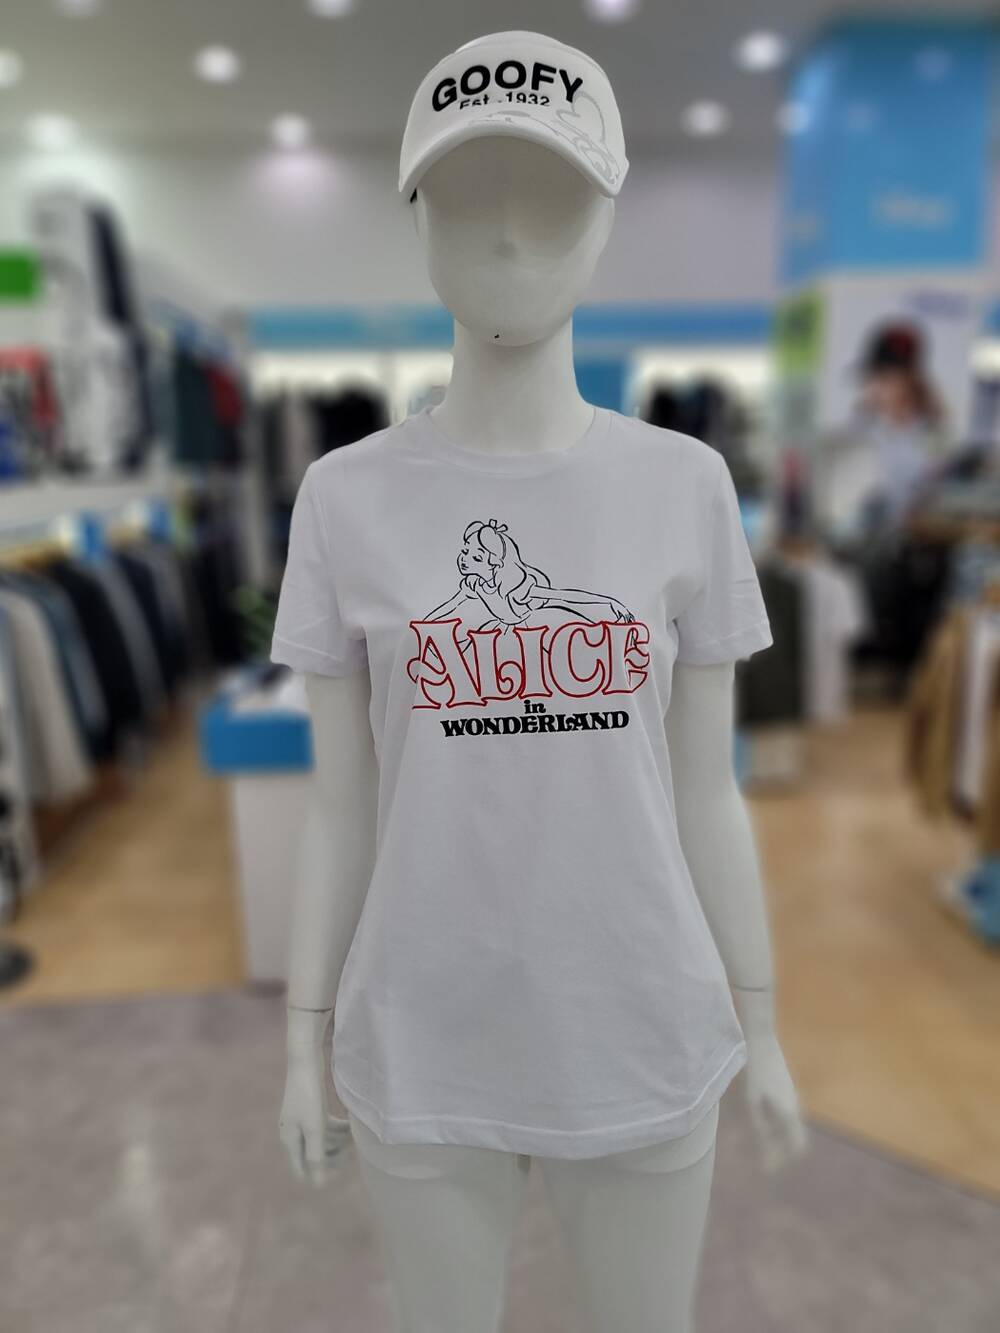 GOOFY
Est. 1932
ALICE
in
WONDERLAND